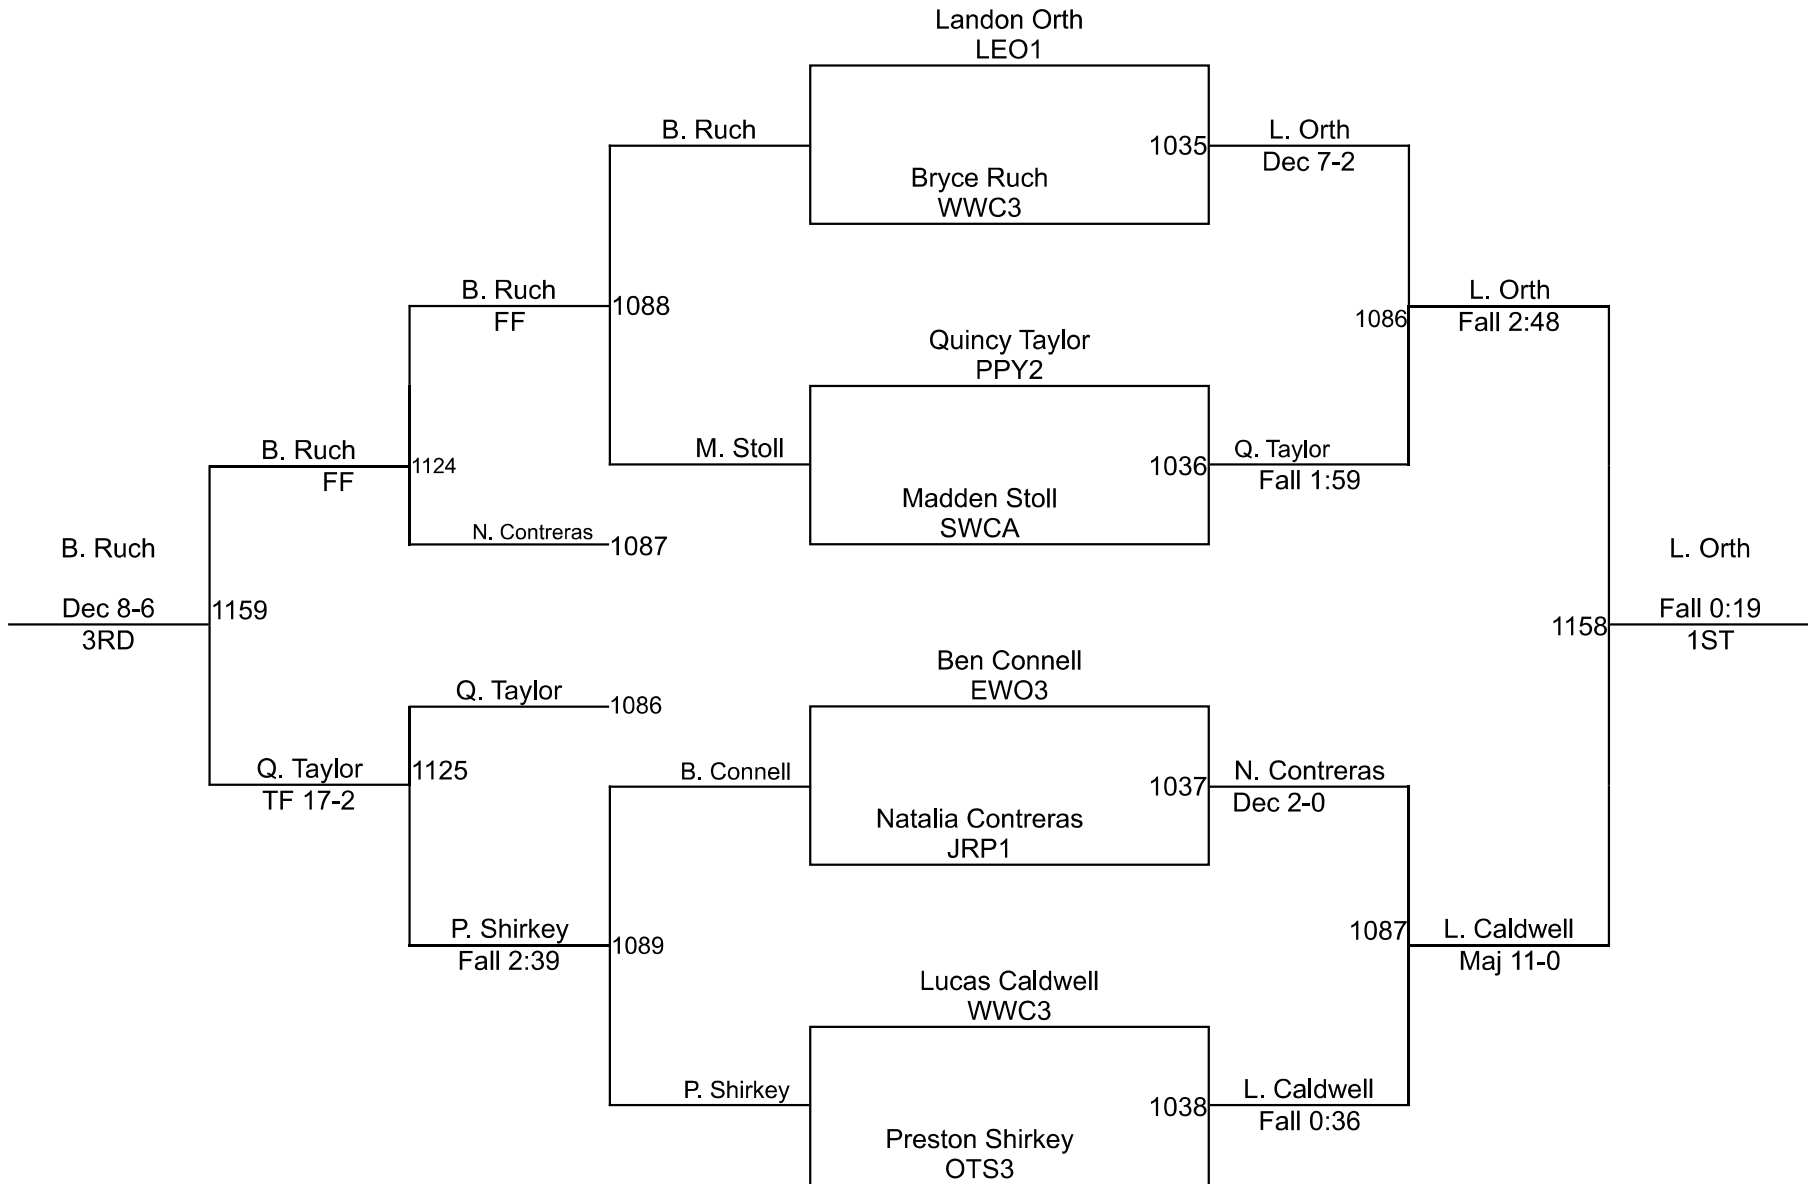 Landon Orth
LEO1
B. Ruch
1035
L. Orth
Dec 7-2
Bryce Ruch
WWC3
B. Ruch
FF
1088
1086
L. Orth
Fall 2:48
Quincy Taylor
PPY2
B. Ruch
FF
1124
M. Stoll
1036
Q. Taylor
Fall 1:59
Madden Stoll
SWCA
N. Contreras
1087
B. Ruch
Dec 8-6
3RD
1159
L. Orth
1158
Fall 0:19
1ST
Ben Connell
EWO3
Q. Taylor
1086
Q. Taylor
TF 17-2
1125
B. Connell
1037
N. Contreras
Dec 2-0
Natalia Contreras
JRP1
P. Shirkey
Fall 2:39
1089
1087
L. Caldwell
Maj 11-0
Lucas Caldwell
WWC3
P. Shirkey
1038
L. Caldwell
Fall 0:36
Preston Shirkey
OTS3